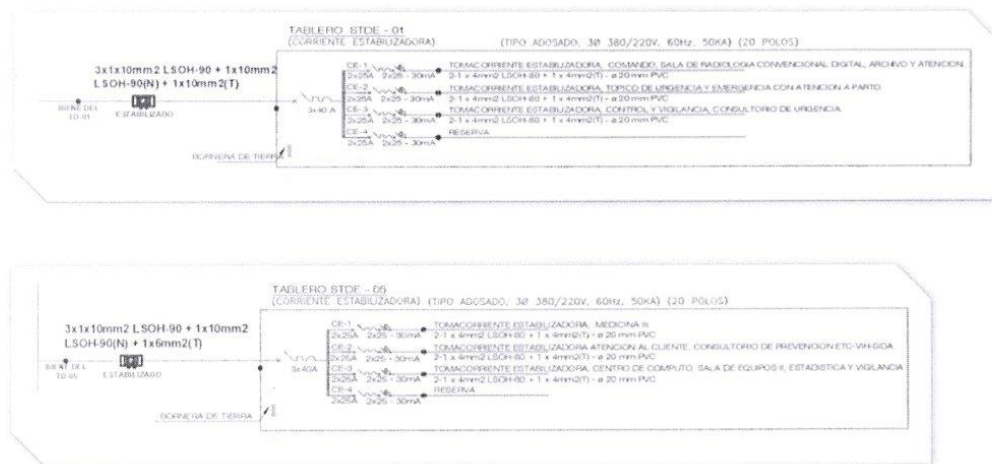 TABLERO STDE - 01
(CORRIENTE ESTABILIZADORA) (TIPO ADOSADO, 3Ø 380/220V, 60Hz, 50KA) (20 POLOS)
3x1x10mm2 LSOH-90 + 1x10mm2
LSOH-90(N) + 1x10mm2(T)
BIENE DEL
TD-01
ESTABILIZADO
3x40 A
BORNERA DE TIERRA
CE-1 TOMACORRIENTE ESTABILIZADORA, COMANDO, SALA DE RADIOLOGIA CONVENCIONAL DIGITAL, ARCHIVO Y ATENCION.
2x25A 2x25 - 30mA 2-1 x 4mm2 LSOH-80 + 1 x 4mm2(T) - ø 20 mm PVC
CE-2 TOMACORRIENTE ESTABILIZADORA, TOPICO DE URGENCIA Y EMERGENCIA CON ATENCION A PARTO.
2x25A 2x25 - 30mA 2-1 x 4mm2 LSOH-80 + 1 x 4mm2(T) - ø 20 mm PVC
CE-3 TOMACORRIENTE ESTABILIZADORA, CONTROL Y VIGILANCIA, CONSULTORIO DE URGENCIA.
2x25A 2x25 - 30mA 2-1 x 4mm2 LSOH-80 + 1 x 4mm2(T) - ø 20 mm PVC
CE-4 RESERVA
2x25A 2x25 - 30mA
TABLERO STDE - 05
(CORRIENTE ESTABILIZADORA) (TIPO ADOSADO, 3Ø 380/220V, 60Hz, 50KA) (20 POLOS)
3x1x10mm2 LSOH-90 + 1x10mm2
LSOH-90(N) + 1x6mm2(T)
BIENE DEL
TD-05
ESTABILIZADO
3x40A
BORNERA DE TIERRA
CE-1 TOMACORRIENTE ESTABILIZADORA, MEDICINA III
2x25A 2x25 - 30mA 2-1 x 4mm2 LSOH-80 + 1 x 4mm2(T) - ø 20 mm PVC
CE-2 TOMACORRIENTE ESTABILIZADORA ATENCION AL CLIENTE, CONSULTORIO DE PREVENCION ETC-VIH-SIDA
2x25A 2x25 - 30mA 2-1 x 4mm2 LSOH-80 + 1 x 4mm2(T) - ø 20 mm PVC
CE-3 TOMACORRIENTE ESTABILIZADORA, CENTRO DE COMPUTO, SALA DE EQUIPOS II, ESTADISTICA Y VIGILANCIA
2x25A 2x25 - 30mA 2-1 x 4mm2 LSOH-80 + 1 x 4mm2(T) - ø 20 mm PVC
CE-4 RESERVA
2x25A 2x25 - 30mA